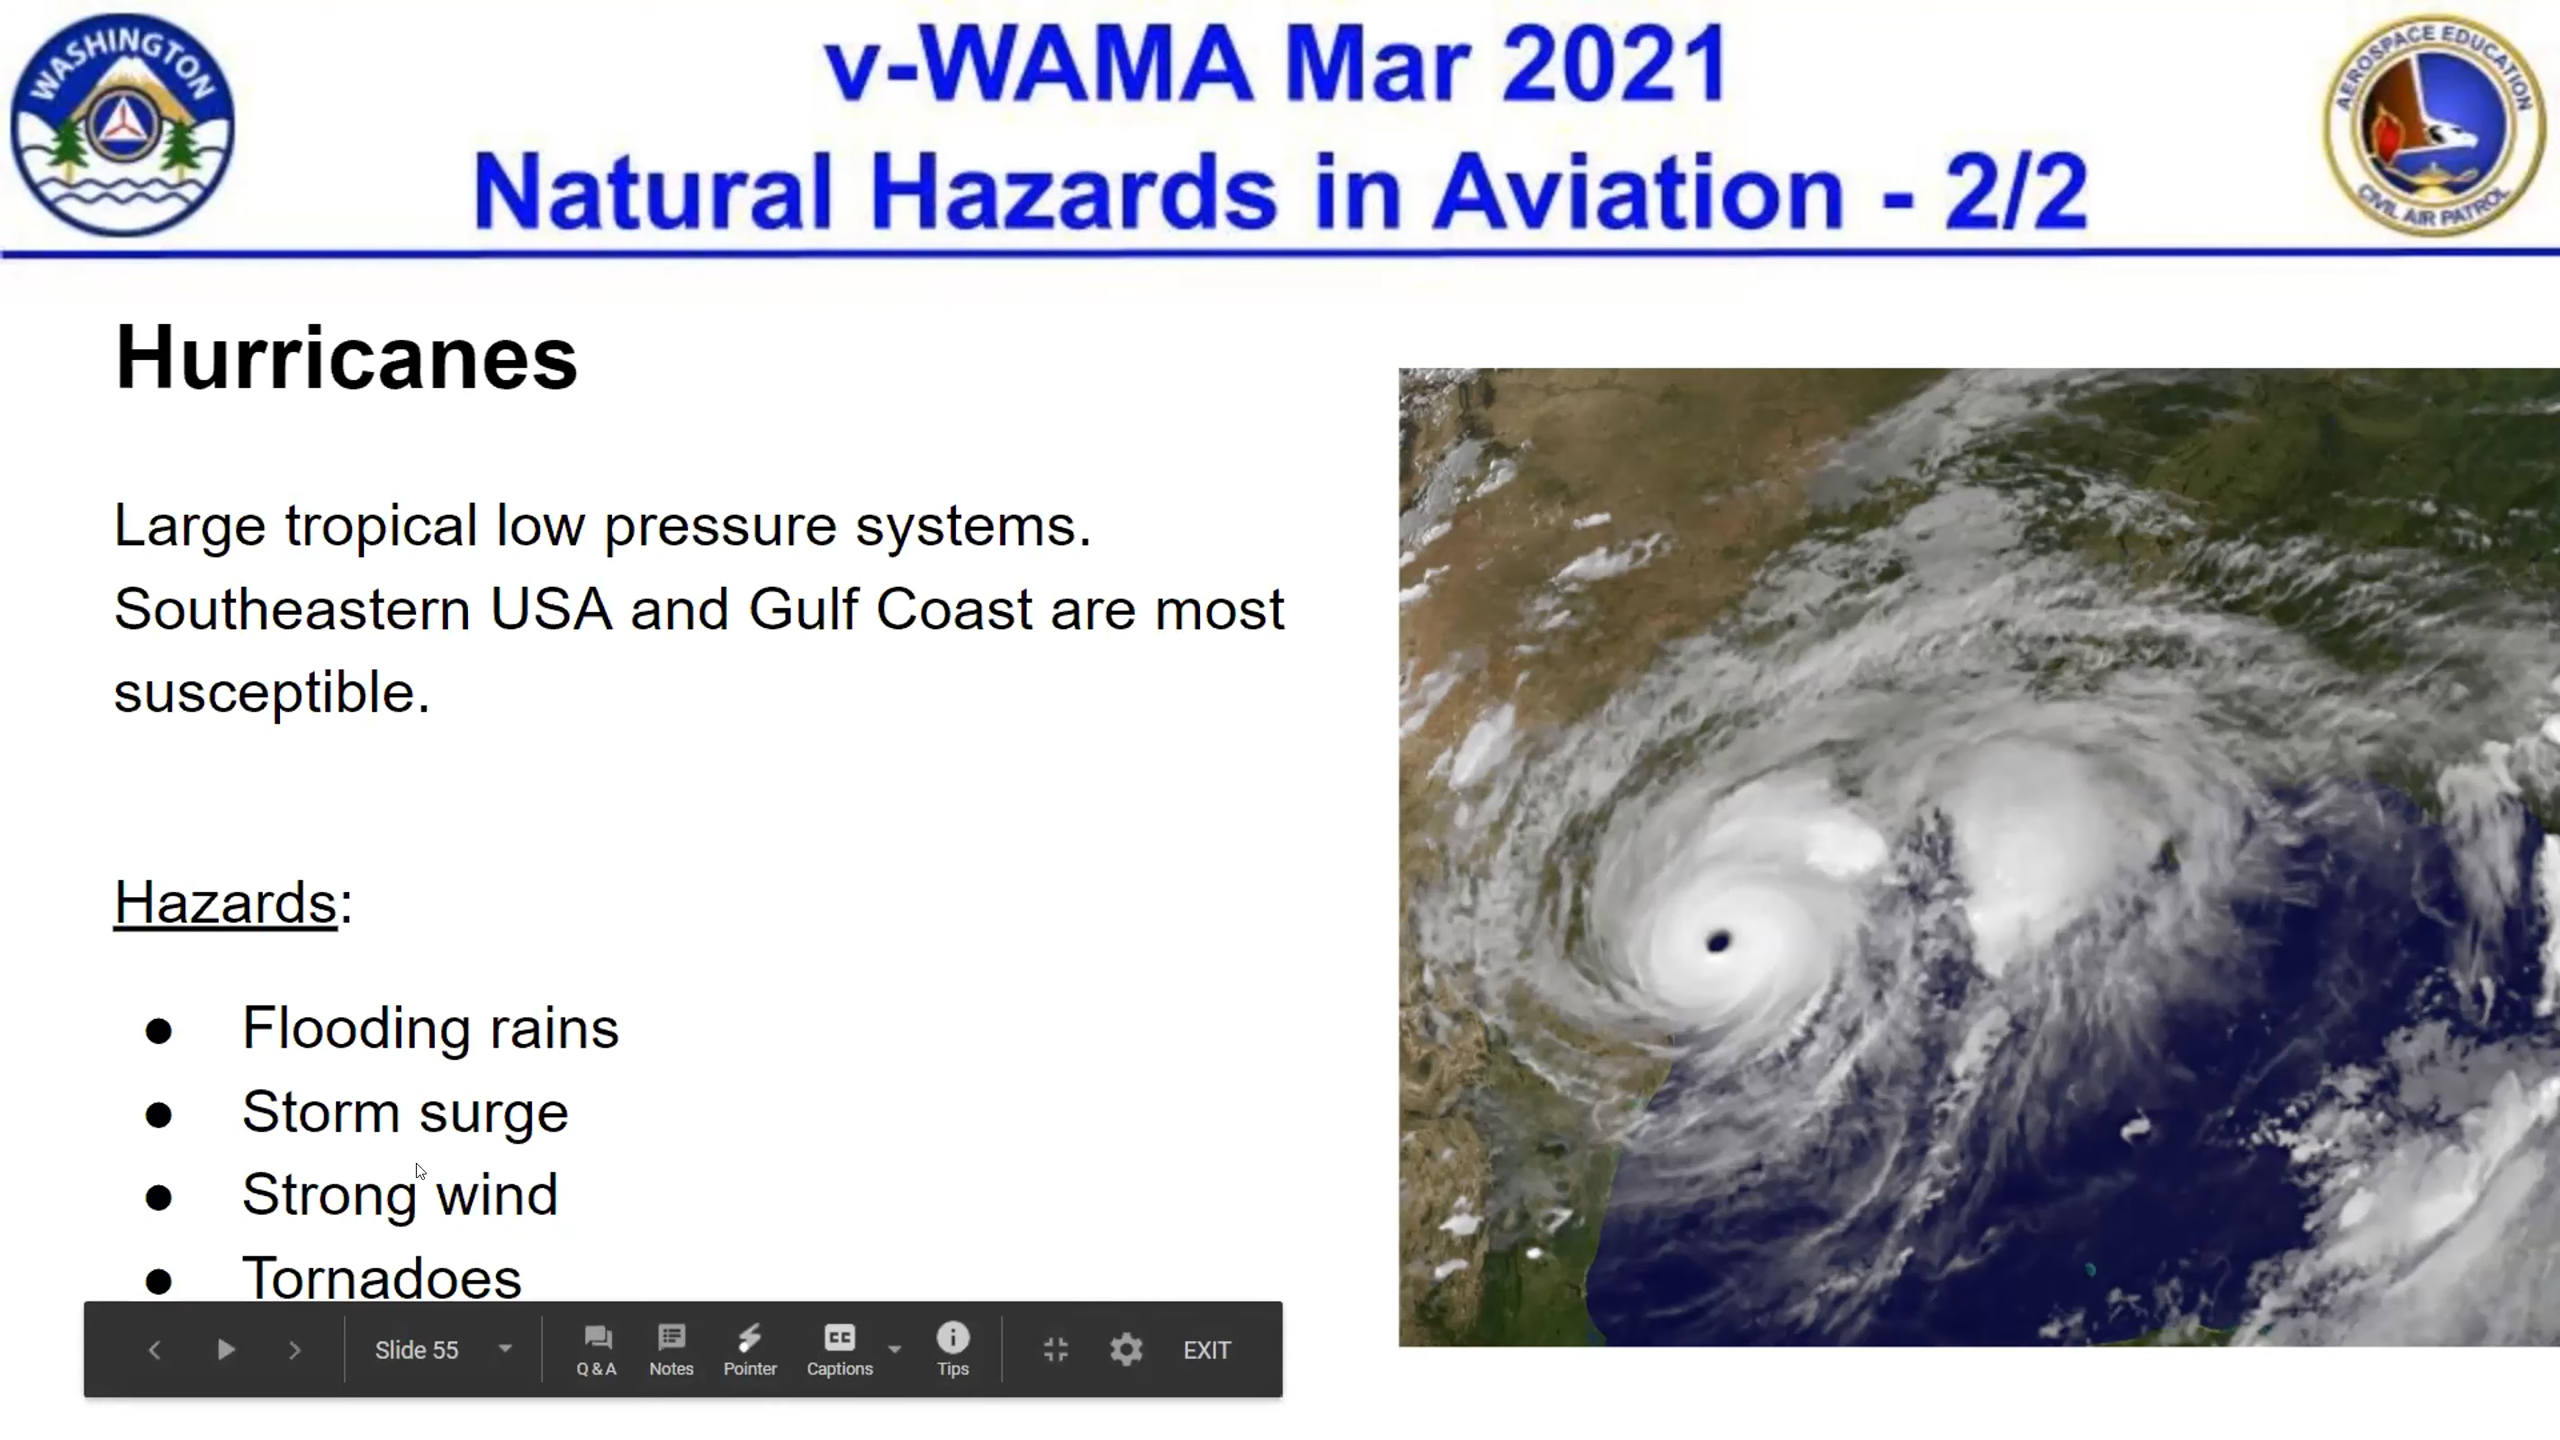 WASHINGTON
v-WAMA Mar 2021
Natural Hazards in Aviation - 2/2
AEROSPACE EDUCATION
CIVIL AIR PATROL
Hurricanes
Large tropical low pressure systems.
Southeastern USA and Gulf Coast are most
susceptible.
Hazards:
● Flooding rains
● Storm surge
● Strong wind
● Tornadoes
Slide 55
Q & A
Notes
Pointer
CC
Captions
Tips
EXIT